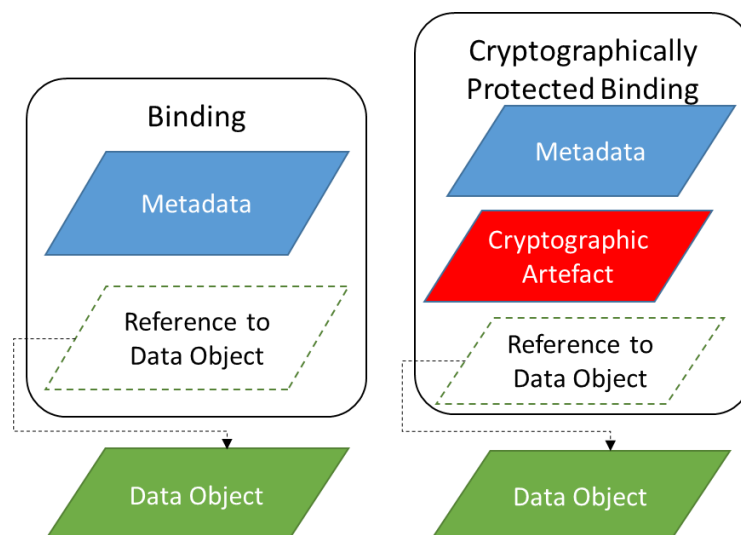 Binding
Metadata
Reference to
Data Object
Data Object
Cryptographically
Protected Binding
Metadata
Cryptographic
Artefact
Reference to
Data Object
Data Object